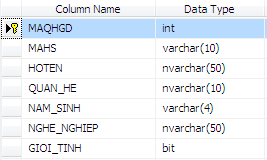 Column Name Data Type
MAQHGD int
MAHS varchar(10)
HOTEN nvarchar(50)
QUAN_HE nvarchar(10)
NAM_SINH varchar(4)
NGHE_NGHIEP nvarchar(50)
GIOI_TINH bit